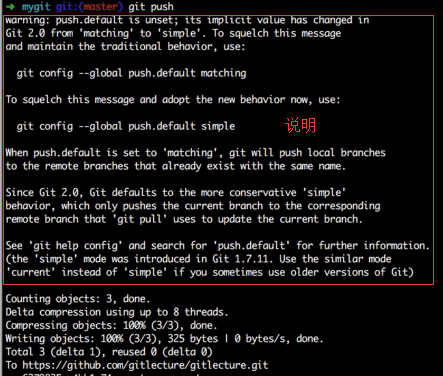 ➜ mygit git:(master) git push
warning: push.default is unset; its implicit value has changed in
Git 2.0 from 'matching' to 'simple'. To squelch this message
and maintain the traditional behavior, use:
git config --global push.default matching
To squelch this message and adopt the new behavior now, use:
git config --global push.default simple 说明
When push.default is set to 'matching', git will push local branches
to the remote branches that already exist with the same name.
Since Git 2.0, Git defaults to the more conservative 'simple'
behavior, which only pushes the current branch to the corresponding
remote branch that 'git pull' uses to update the current branch.
See 'git help config' and search for 'push.default' for further information.
(the 'simple' mode was introduced in Git 1.7.11. Use the similar mode
'current' instead of 'simple' if you sometimes use older versions of Git)
Counting objects: 3, done.
Delta compression using up to 8 threads.
Compressing objects: 100% (3/3), done.
Writing objects: 100% (3/3), 325 bytes | 0 bytes/s, done.
Total 3 (delta 1), reused 0 (delta 0)
To https://github.com/gitlecture/gitlecture.git